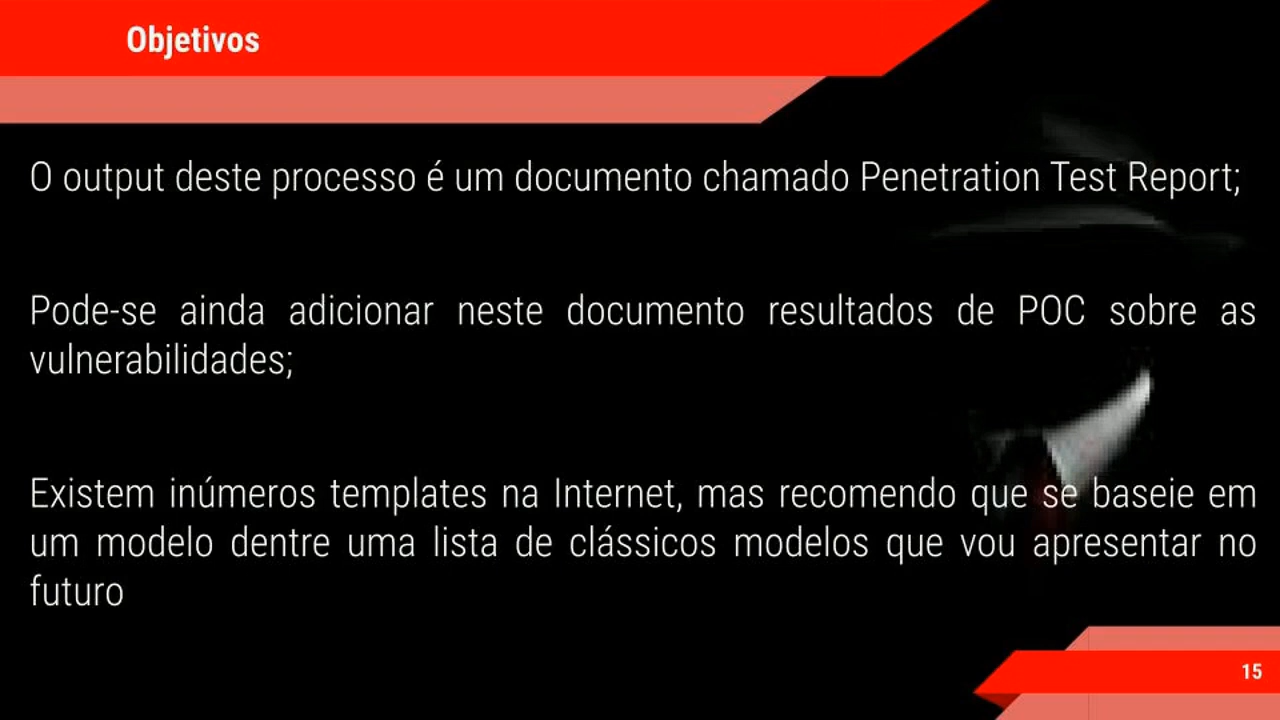 Objetivos
O output deste processo é um documento chamado Penetration Test Report;
Pode-se ainda adicionar neste documento resultados de POC sobre as
vulnerabilidades;
Existem inúmeros templates na Internet, mas recomendo que se baseie em
um modelo dentre uma lista de clássicos modelos que vou apresentar no
futuro
15